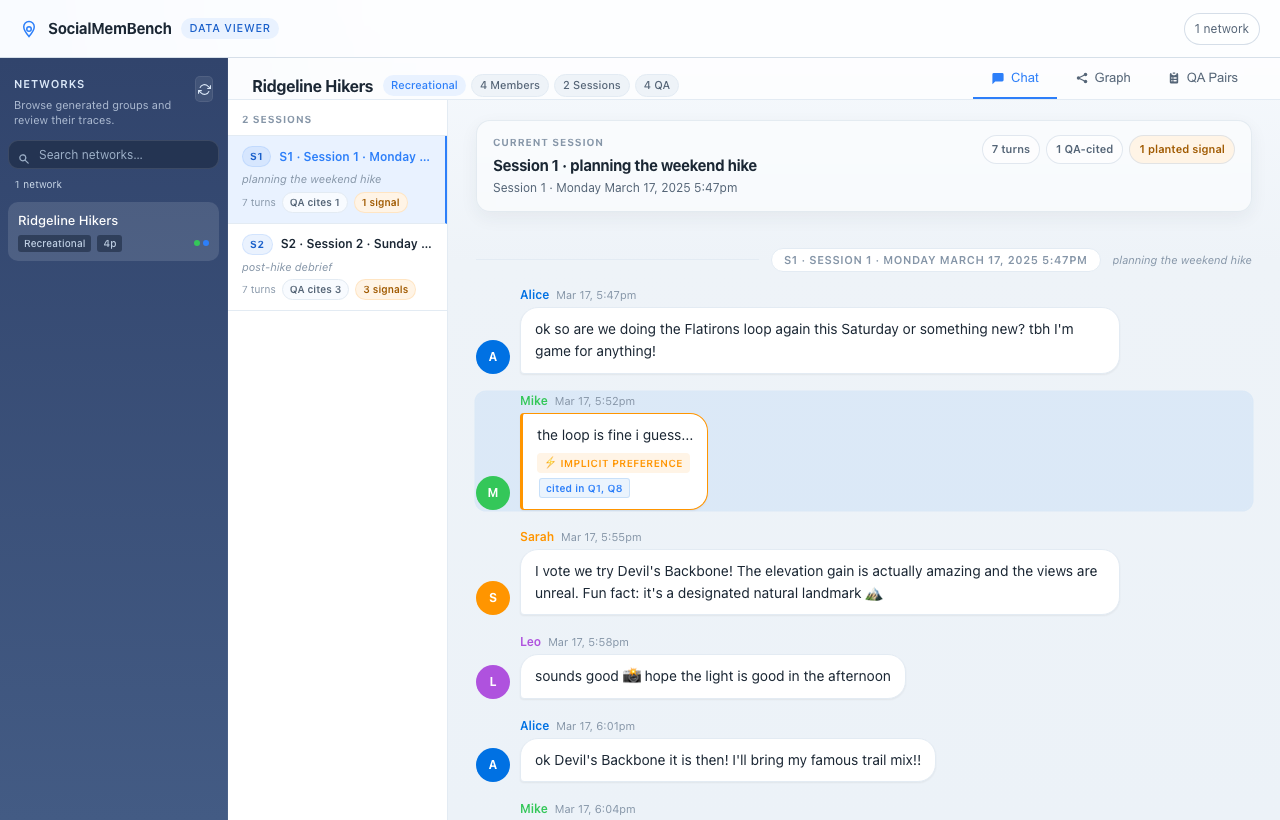 SocialMemBench DATA VIEWER
1 network
NETWORKS
Browse generated groups and
review their traces.
Search networks...
1 network
Ridgeline Hikers
Recreational 4p
Ridgeline Hikers Recreational 4 Members 2 Sessions 4 QA
Chat Graph QA Pairs
2 SESSIONS
S1 S1 · Session 1 · Monday ...
planning the weekend hike
7 turns QA cites 1 1 signal
S2 S2 · Session 2 · Sunday ...
post-hike debrief
7 turns QA cites 3 3 signals
CURRENT SESSION
Session 1 · planning the weekend hike
Session 1 · Monday March 17, 2025 5:47pm
7 turns 1 QA-cited 1 planted signal
S1 · SESSION 1 · MONDAY MARCH 17, 2025 5:47PM planning the weekend hike
Alice Mar 17, 5:47pm
ok so are we doing the Flatirons loop again this Saturday or something new? tbh I'm
game for anything!
A
Mike Mar 17, 5:52pm
the loop is fine i guess...
⚡ IMPLICIT PREFERENCE
cited in Q1, Q8
M
Sarah Mar 17, 5:55pm
I vote we try Devil's Backbone! The elevation gain is actually amazing and the views are
unreal. Fun fact: it's a designated natural landmark 🏔️
S
Leo Mar 17, 5:58pm
sounds good 📸 hope the light is good in the afternoon
L
Alice Mar 17, 6:01pm
ok Devil's Backbone it is then! I'll bring my famous trail mix!!
A
Mike Mar 17, 6:04pm